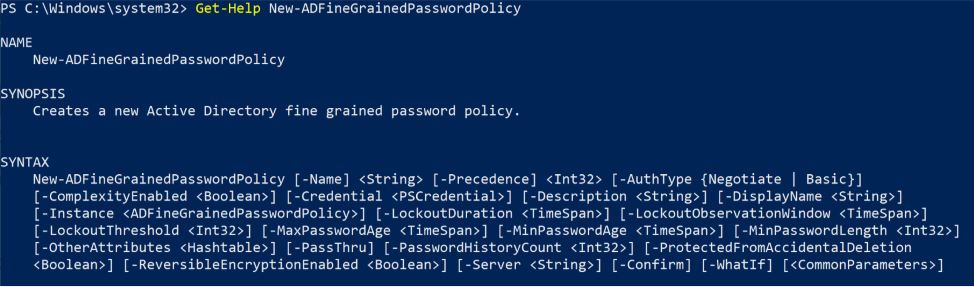 PS C:\Windows\system32> Get-Help New-ADFineGrainedPasswordPolicy
NAME
New-ADFineGrainedPasswordPolicy
SYNOPSIS
Creates a new Active Directory fine grained password policy.
SYNTAX
New-ADFineGrainedPasswordPolicy [-Name] <String> [-Precedence] <Int32> [-AuthType {Negotiate | Basic}]
[-ComplexityEnabled <Boolean>] [-Credential <PSCredential>] [-Description <String>] [-DisplayName <String>]
[-Instance <ADFineGrainedPasswordPolicy>] [-LockoutDuration <TimeSpan>] [-LockoutObservationWindow <TimeSpan>]
[-LockoutThreshold <Int32>] [-MaxPasswordAge <TimeSpan>] [-MinPasswordAge <TimeSpan>] [-MinPasswordLength <Int32>]
[-OtherAttributes <Hashtable>] [-PassThru] [-PasswordHistoryCount <Int32>] [-ProtectedFromAccidentalDeletion
<Boolean>] [-ReversibleEncryptionEnabled <Boolean>] [-Server <String>] [-Confirm] [-WhatIf] [<CommonParameters>]